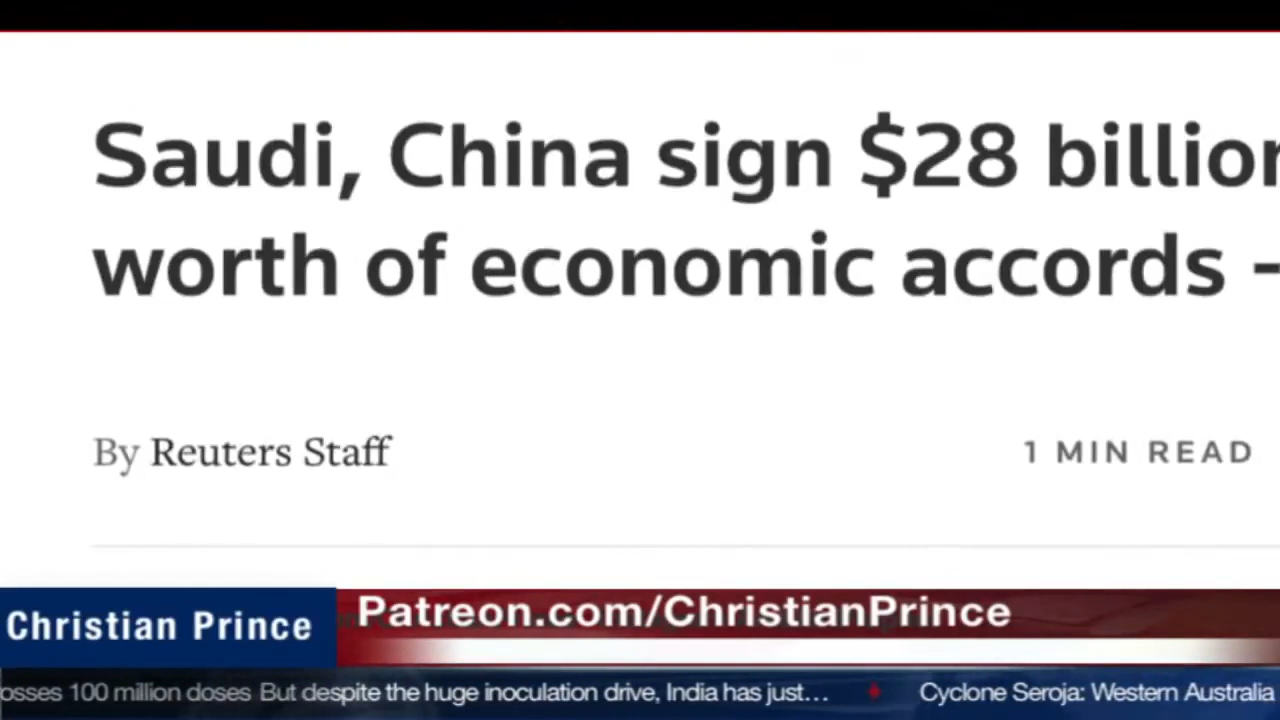 Saudi, China sign $28 billion
worth of economic accords -
By Reuters Staff
1 MIN READ
Christian Prince
Patreon.com/ChristianPrince
osses 100 million doses But despite the huge inoculation drive, India has just… Cyclone Seroja: Western Australia